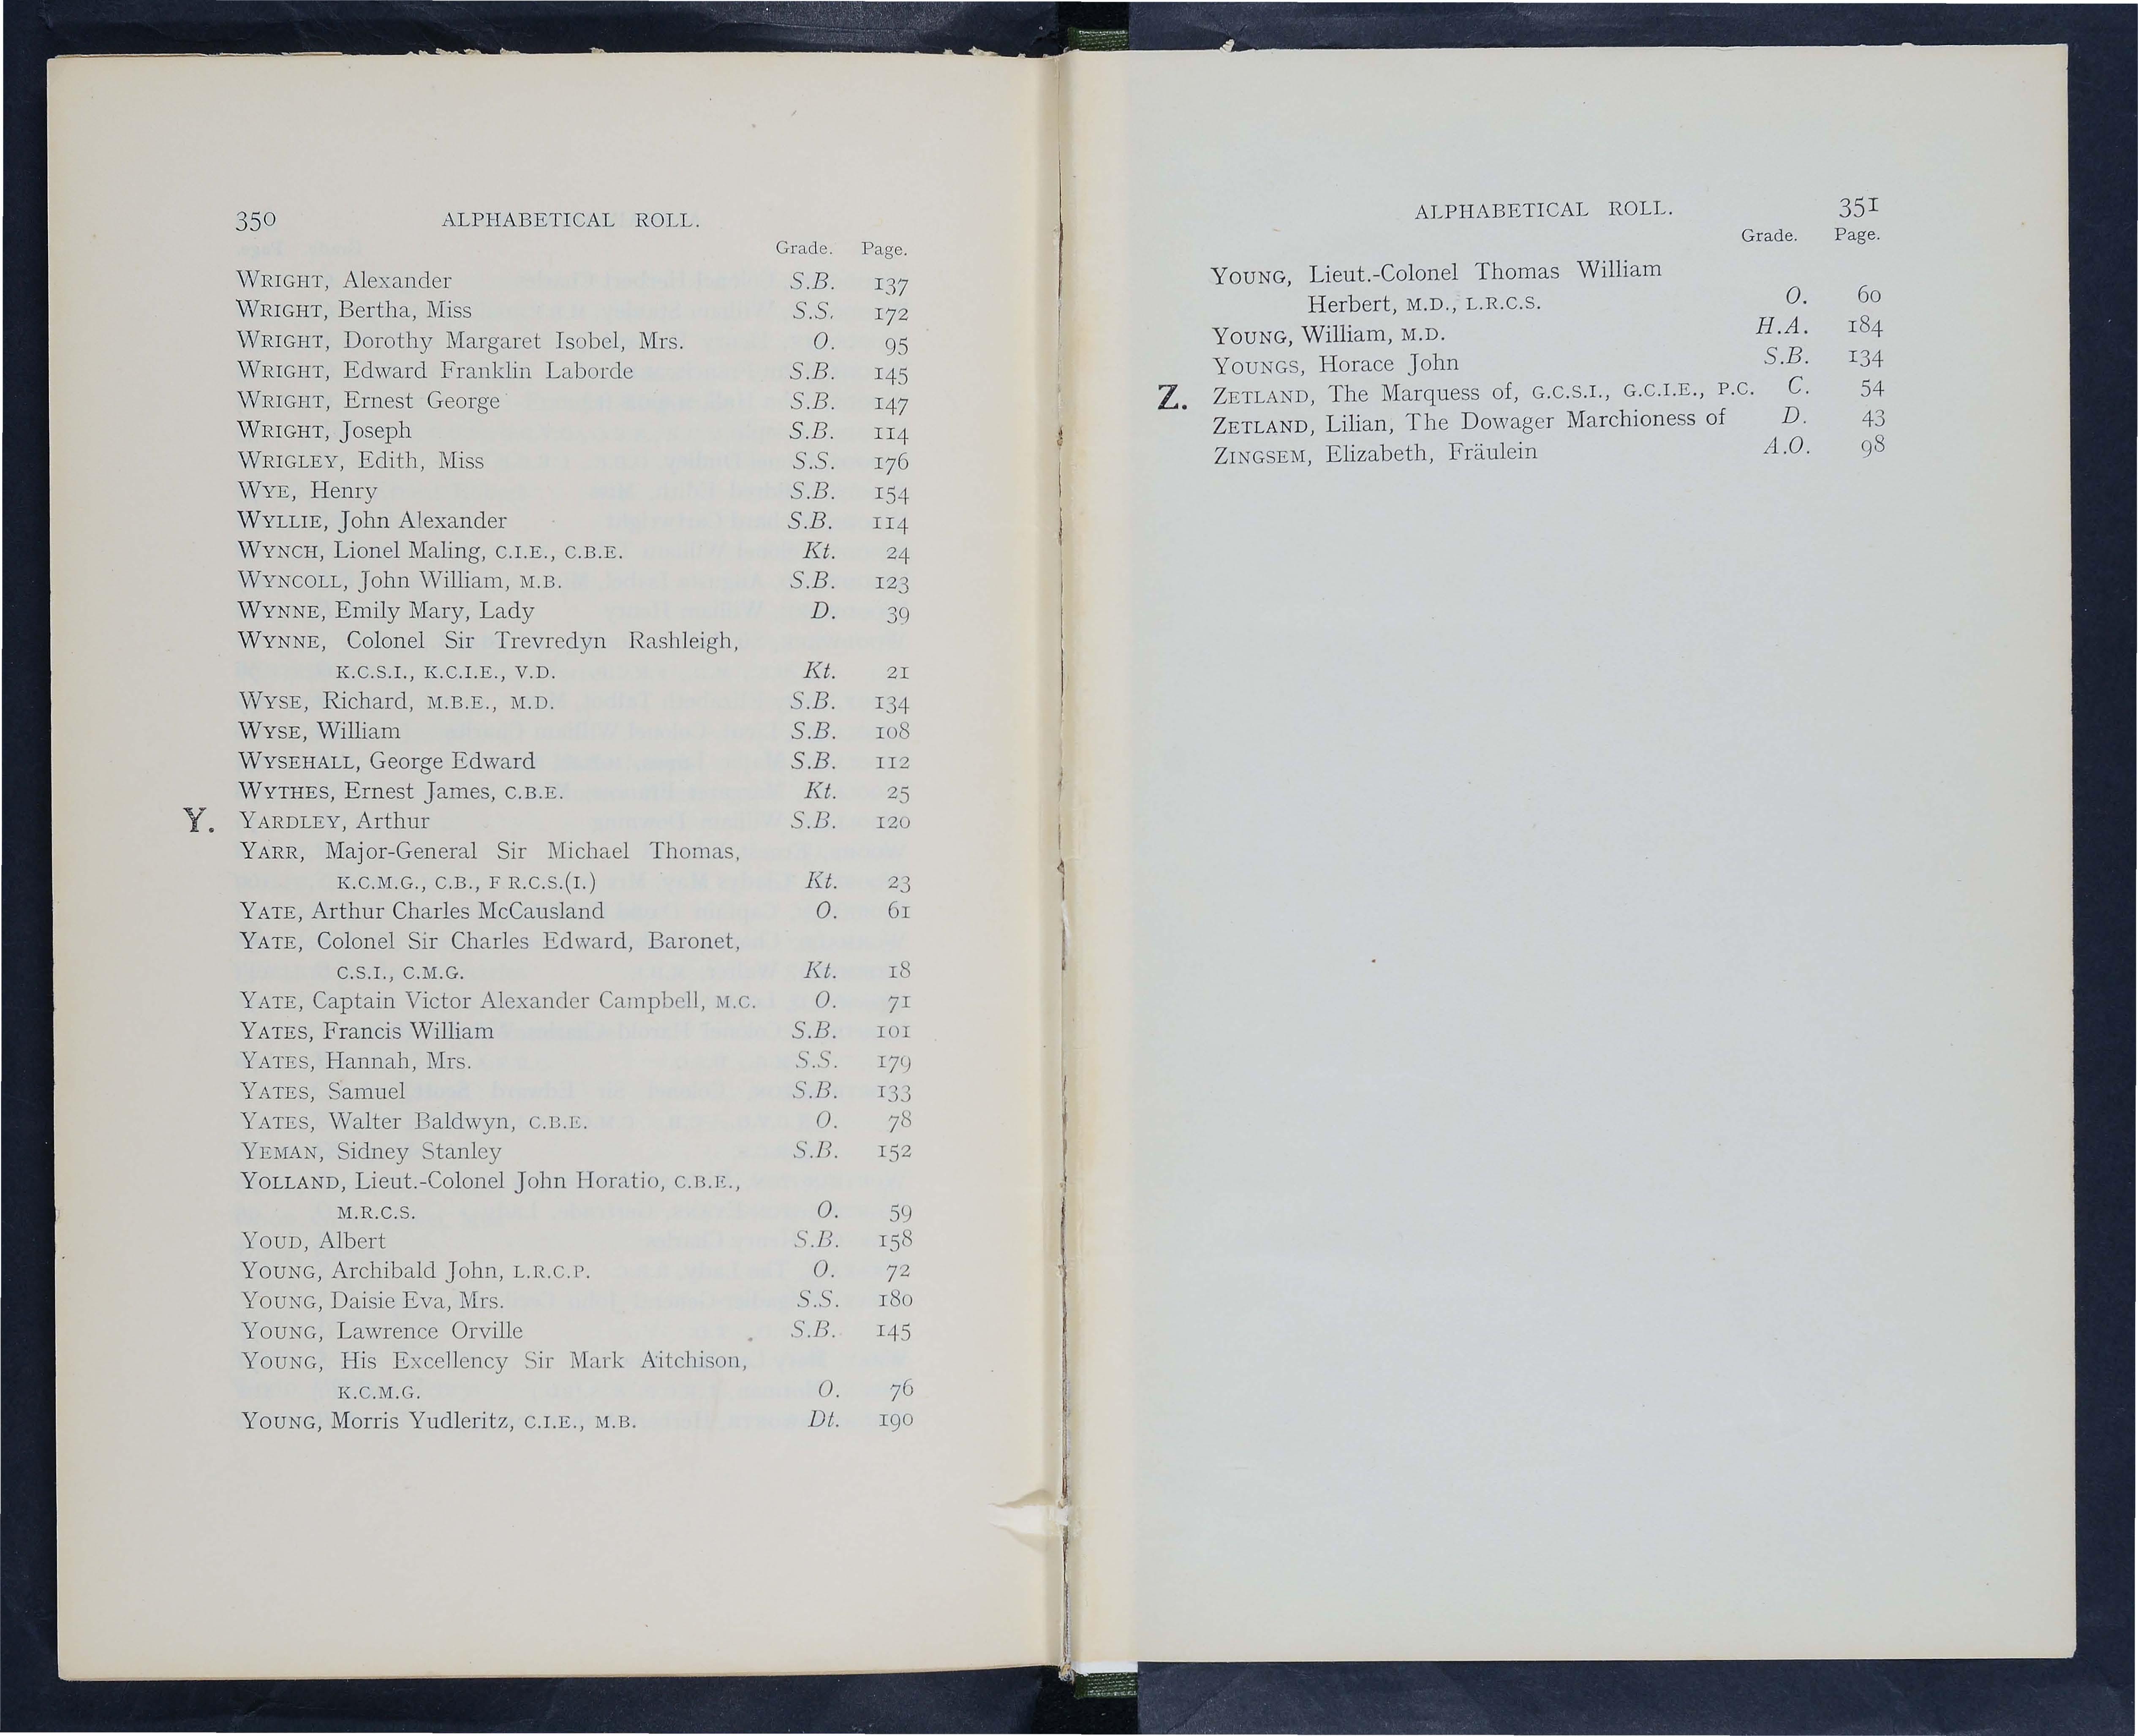 350 ALPHABETICAL ROLL.
Grade. Page.
WRIGHT, Alexander S.B. 137
WRIGHT, Bertha, Miss S.S. 172
WRIGHT, Dorothy Margaret Isobel, Mrs. O. 95
WRIGHT, Edward Franklin Laborde S.B. 145
WRIGHT, Ernest George S.B. 147
WRIGHT, Joseph S.B. 114
WRIGLEY, Edith, Miss S.S. 176
WYE, Henry S.B. 154
WYLLIE, John Alexander S.B. 114
WYNCH, Lionel Maling, C.I.E., C.B.E. Kt. 24
WYNCOLL, John William, M.B. S.B. 123
WYNNE, Emily Mary, Lady D. 39
WYNNE, Colonel Sir Trevredyn Rashleigh,
K.C.S.I., K.C.I.E., V.D. Kt. 21
WYSE, Richard, M.B.E., M.D. S.B. 134
WYSE, William S.B. 108
WYSEHALL, George Edward S.B. 112
WYTHES, Ernest James, C.B.E. Kt. 25
Y. YARDLEY, Arthur S.B. 120
YARR, Major-General Sir Michael Thomas,
K.C.M.G., C.B., F R.C.S.(I.) Kt. 23
YATE, Arthur Charles McCausland O. 61
YATE, Colonel Sir Charles Edward, Baronet,
C.S.I., C.M.G. Kt. 18
YATE, Captain Victor Alexander Campbell, M.C. O. 71
YATES, Francis William S.B. 101
YATES, Hannah, Mrs. S.S. 179
YATES, Samuel S.B. 133
YATES, Walter Baldwyn, C.B.E. O. 78
YEMAN, Sidney Stanley S.B. 152
YOLLAND, Lieut.-Colonel John Horatio, C.B.E.,
M.R.C.S. O. 59
YOUD, Albert S.B. 158
YOUNG, Archibald John, L.R.C.P. O. 72
YOUNG, Daisie Eva, Mrs. S.S. 180
YOUNG, Lawrence Orville S.B. 145
YOUNG, His Excellency Sir Mark Aitchison,
K.C.M.G. O. 76
YOUNG, Morris Yudleritz, C.I.E., M.B. Dt. 190
ALPHABETICAL ROLL. 351
Grade. Page.
YOUNG, Lieut.-Colonel Thomas William
Herbert, M.D., L.R.C.S. O. 60
YOUNG, William, M.D. H.A. 184
YOUNGS, Horace John S.B. 134
Z. ZETLAND, The Marquess of, G.C.S.I., G.C.I.E., P.C. C. 54
ZETLAND, Lilian, The Dowager Marchioness of D. 43
ZINGSEM, Elizabeth, Fräulein A.O. 98